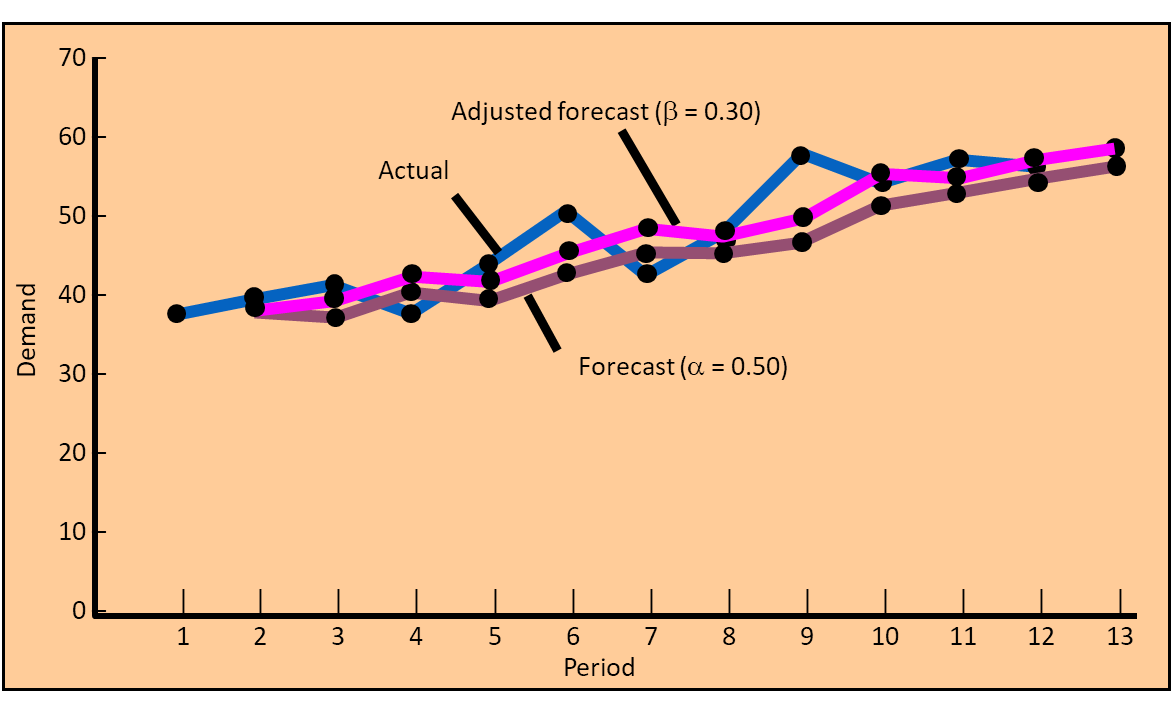 70
Adjusted forecast (β = 0.30)
60
Actual
50
40
Demand
Forecast (α = 0.50)
30
20
10
0
1 2 3 4 5 6 7 8 9 10 11 12 13
Period